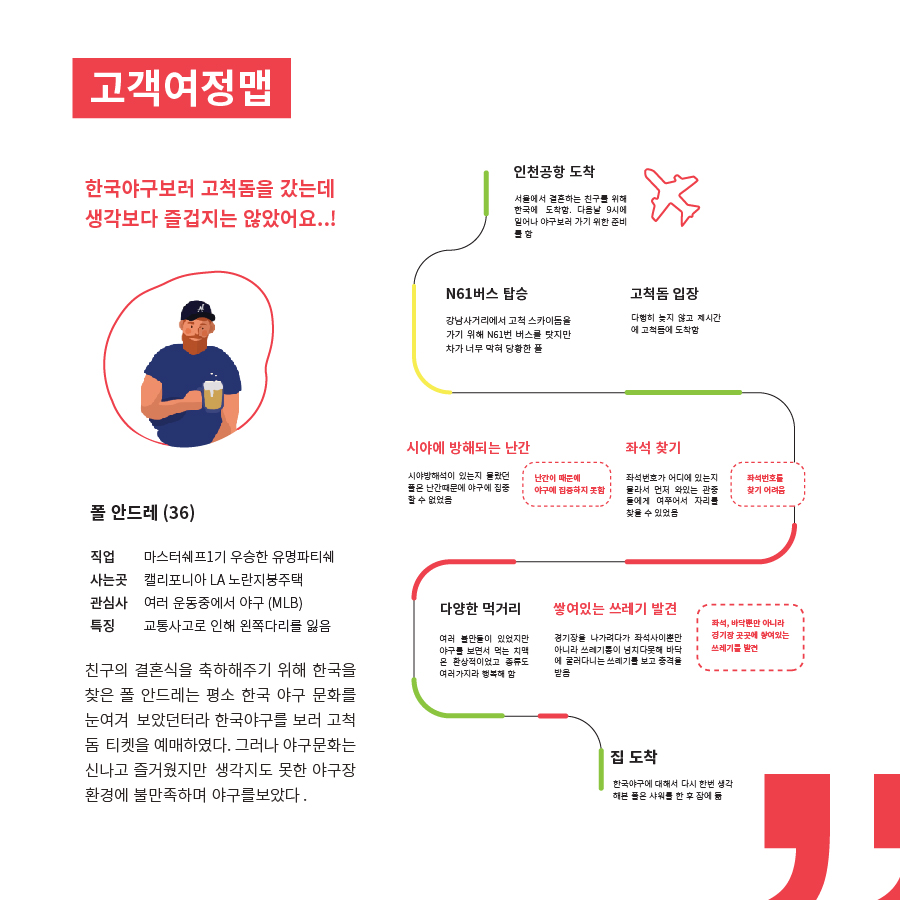 고객여정맵
한국야구보러 고척돔을 갔는데
생각보다 즐겁지는 않았어요..!
폴 안드레 (36)
직업 마스터쉐프1기 우승한 유명파티쉐
사는곳 캘리포니아 LA 노란지붕주택
관심사 여러 운동중에서 야구 (MLB)
특징 교통사고로 인해 왼쪽다리를 잃음
친구의 결혼식을 축하해주기 위해 한국을
찾은 폴 안드레는 평소 한국 야구 문화를
눈여겨 보았던터라 한국야구를 보러 고척
돔 티켓을 예매하였다. 그러나 야구문화는
신나고 즐거웠지만 생각지도 못한 야구장
환경에 불만족하며 야구를보았다 .
인천공항 도착
서울에서 결혼하는 친구를 위해
한국에 도착함. 다음날 9시에
일어나 야구보러 가기 위한 준비
를 함
N61버스 탑승
강남사거리에서 고척 스카이돔을
가기 위해 N61번 버스를 탓지만
차가 너무 막혀 당황한 폴
고척돔 입장
다행히 늦지 않고 제시간
에 고척돔에 도착함
시야에 방해되는 난간
시야방해석이 있는지 몰랐던
폴은 난간때문에 야구에 집중
할 수 없었음
난간이 때문에
야구에 집중하지 못함
좌석 찾기
좌석번호가 어디에 있는지
몰라서 먼저 와있는 관중
들에게 여쭈어서 자리를
찾을 수 있었음
좌석번호를
찾기 어려움
다양한 먹거리
여러 불만들이 있었지만
야구를 보면서 먹는 치맥
은 환상적이었고 종류도
여러가지라 행복해 함
쌓여있는 쓰레기 발견
경기장을 나가려다가 좌석사이뿐만
아니라 쓰레기통이 넘치다못해 바닥
에 굴러다니는 쓰레기를 보고 충격을
받음
좌석, 바닥뿐만 아니라
경기장 곳곳에 쌓여있는
쓰레기를 발견
집 도착
한국야구에 대해서 다시 한번 생각
해본 폴은 샤워를 한 후 잠에 듦